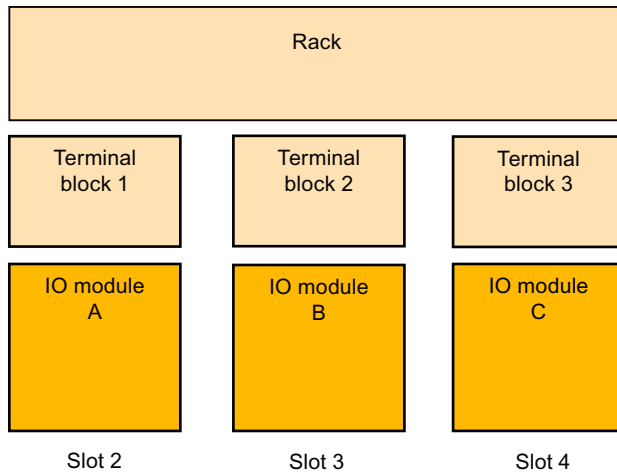 Rack
Terminal
block 1
Terminal
block 2
Terminal
block 3
IO module
A
IO module
B
IO module
C
Slot 2
Slot 3
Slot 4